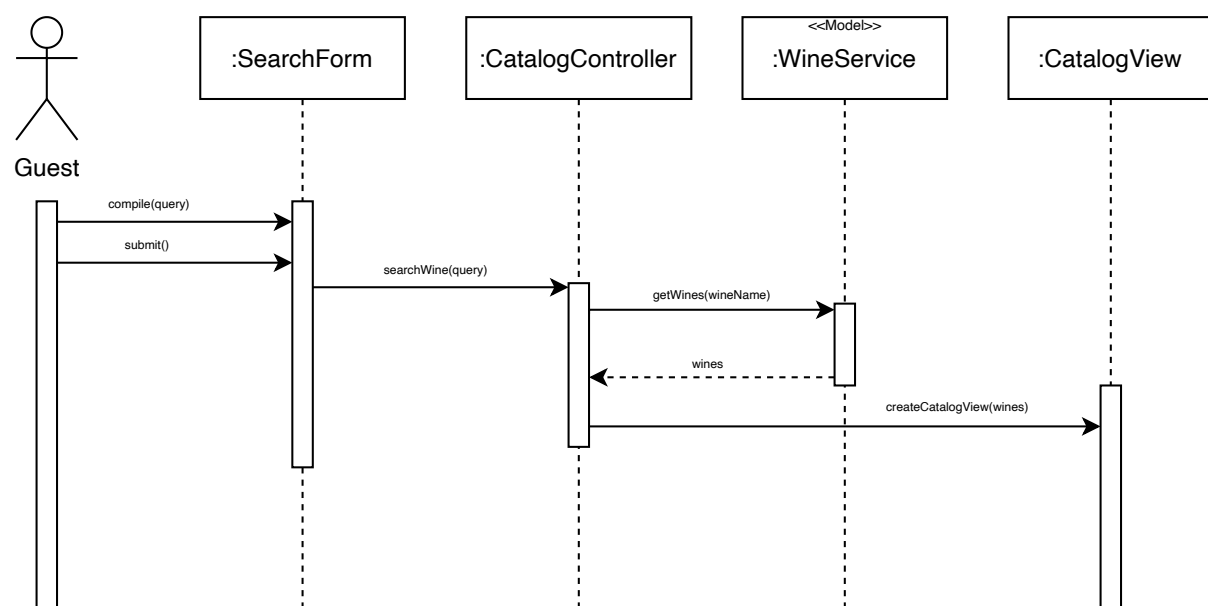 <<Model>>
:SearchForm
:CatalogController
:WineService
:CatalogView
Guest
compile(query)
submit()
searchWine(query)
getWines(wineName)
wines
createCatalogView(wines)